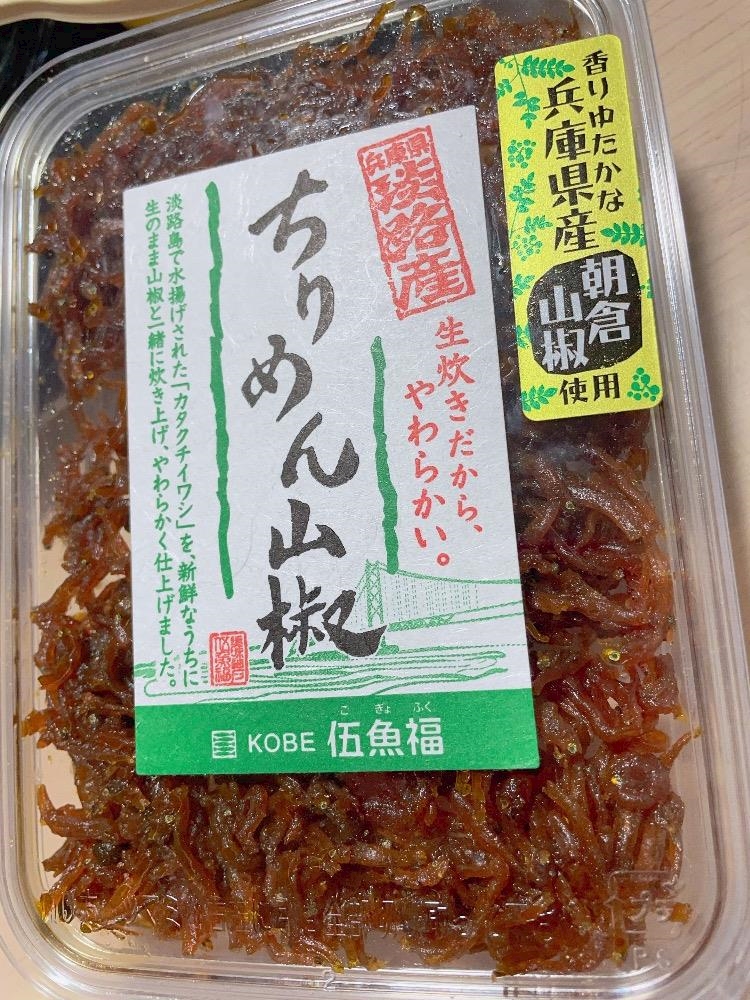 香りゆたかな
兵庫県産
朝倉
山椒
使用
兵庫県
淡路産
生炊きだから、
やわらかい。
ちりめん山椒
淡路島で水揚げされた「カタクチイワシ」を、新鮮なうちに
生のまま山椒と一緒に炊き上げ、やわらかく仕上げました。
ご ぎょ ふく
KOBE 伍魚福